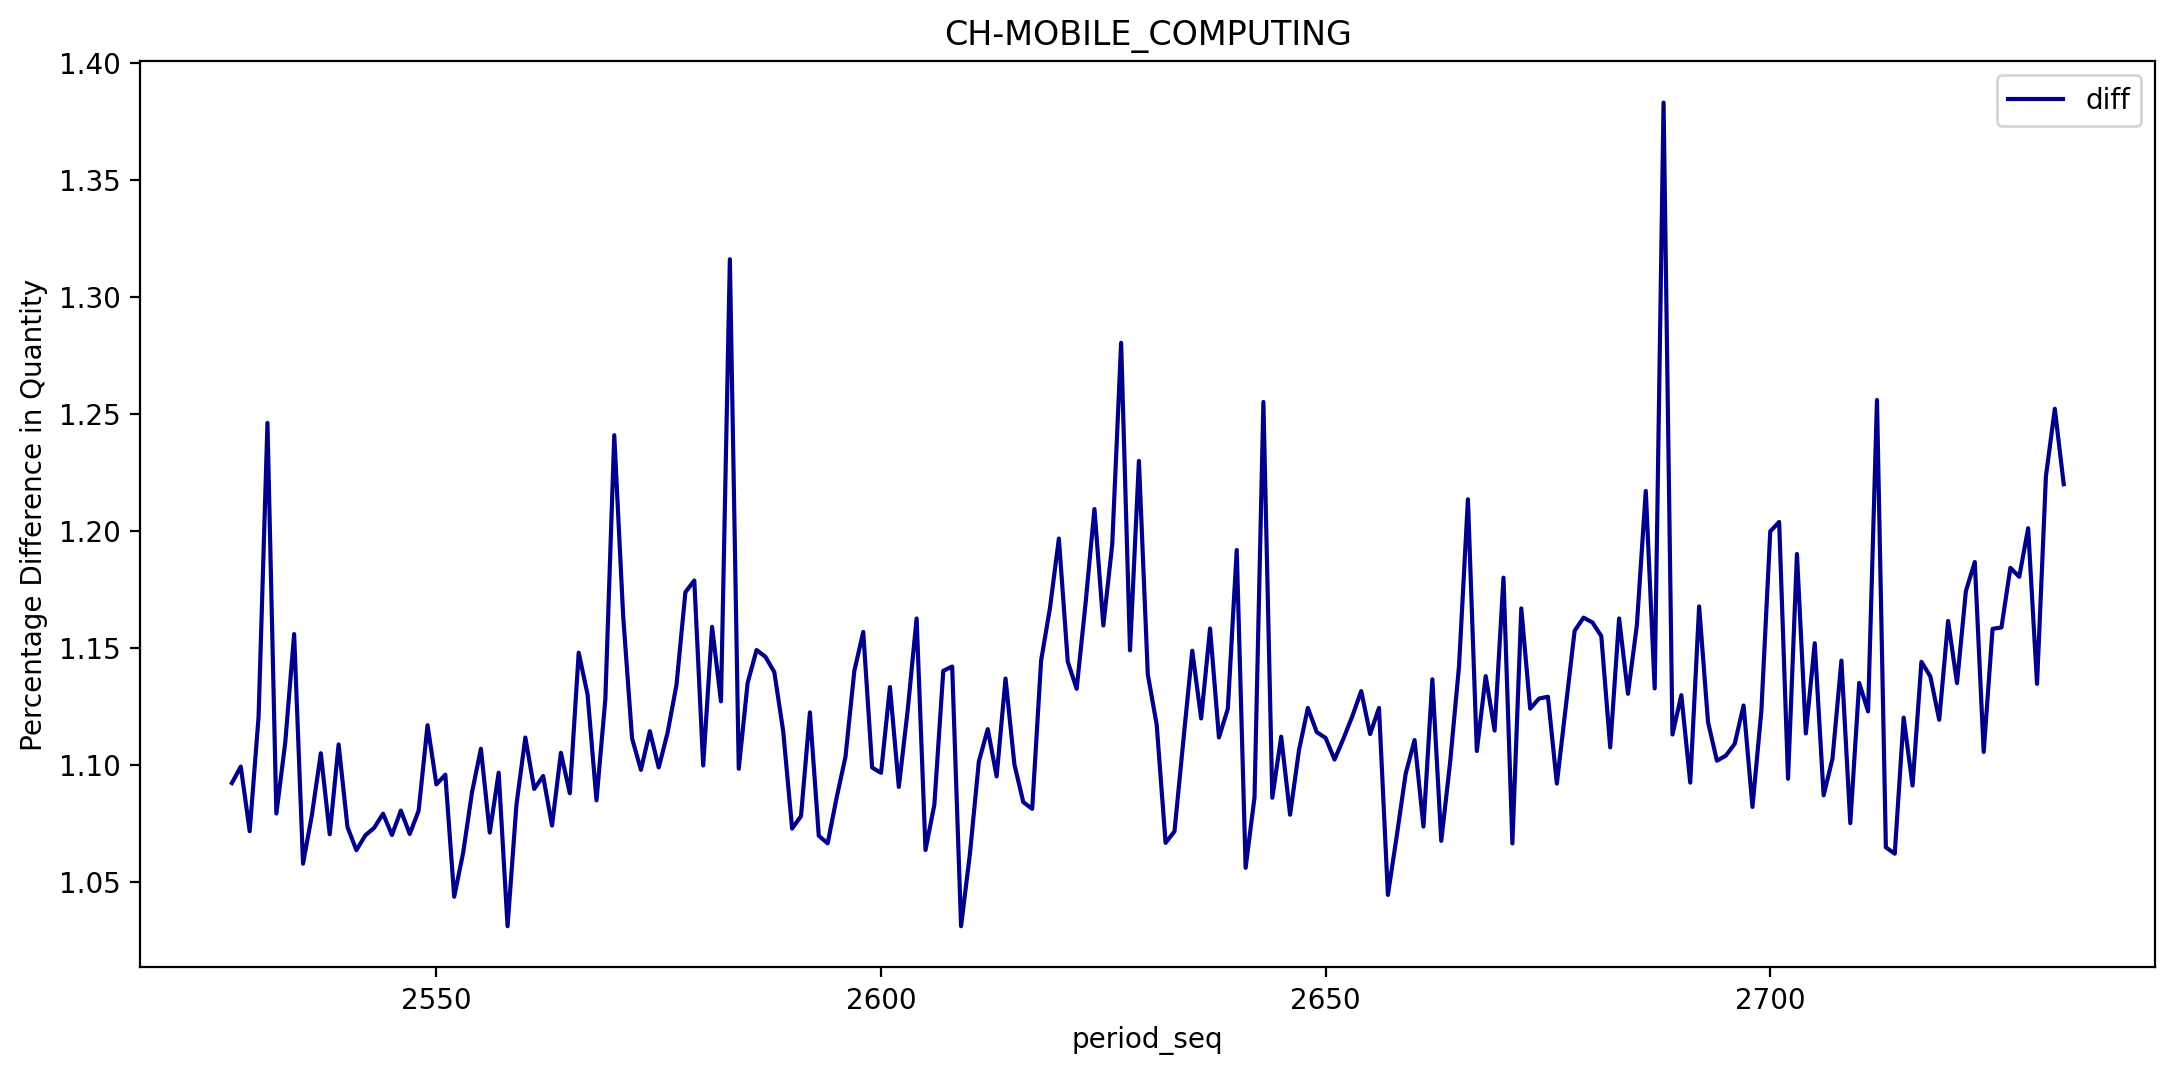 CH-MOBILE_COMPUTING
diff
Percentage Difference in Quantity
1.40
1.35
1.30
1.25
1.20
1.15
1.10
1.05
2550 2600 2650 2700
period_seq